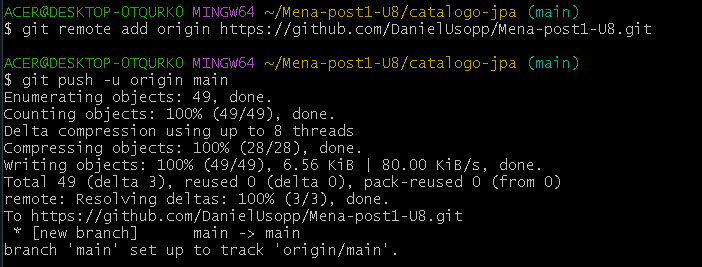 ACER@DESKTOP-OTQURKO MINGW64 ~/Mena-post1-U8/catalogo-jpa (main)
$ git remote add origin https://github.com/DanielUsopp/Mena-post1-U8.git
ACER@DESKTOP-OTQURKO MINGW64 ~/Mena-post1-U8/catalogo-jpa (main)
$ git push -u origin main
Enumerating objects: 49, done.
Counting objects: 100% (49/49), done.
Delta compression using up to 8 threads
Compressing objects: 100% (28/28), done.
Writing objects: 100% (49/49), 6.56 KiB | 80.00 KiB/s, done.
Total 49 (delta 3), reused 0 (delta 0), pack-reused 0 (from 0)
remote: Resolving deltas: 100% (3/3), done.
To https://github.com/DanielUsopp/Mena-post1-U8.git
 * [new branch]      main -> main
branch 'main' set up to track 'origin/main'.